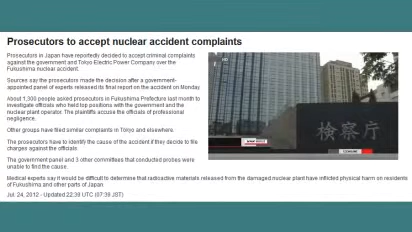 Prosecutors to accept nuclear accident complaints
Prosecutors in Japan have reportedly decided to accept criminal complaints
against the government and Tokyo Electric Power Company over the
Fukushima nuclear accident.
Sources say prosecutors made the decision after a government-
appointed panel of experts released its final report on the accident on Monday.
About 1,300 people asked prosecutors in Fukushima Prefecture last month to
investigate officials who held top positions with the government and the
nuclear plant operator. The plaintiffs accuse the officials of professional
negligence.
Other groups have filed similar complaints in Tokyo and elsewhere.
The prosecutors have to identify the cause of the accident if they decide to file
charges against the officials.
The government panel and 3 other committees that conducted probes were
unable to find the cause.
Medical experts say it would be difficult to determine that radioactive materials released from the damaged nuclear plant have inflicted physical harm on residents
of Fukushima and other parts of Japan.
Jul. 24, 2012 - Updated 22:39 UTC (07:39 JST)
検察庁